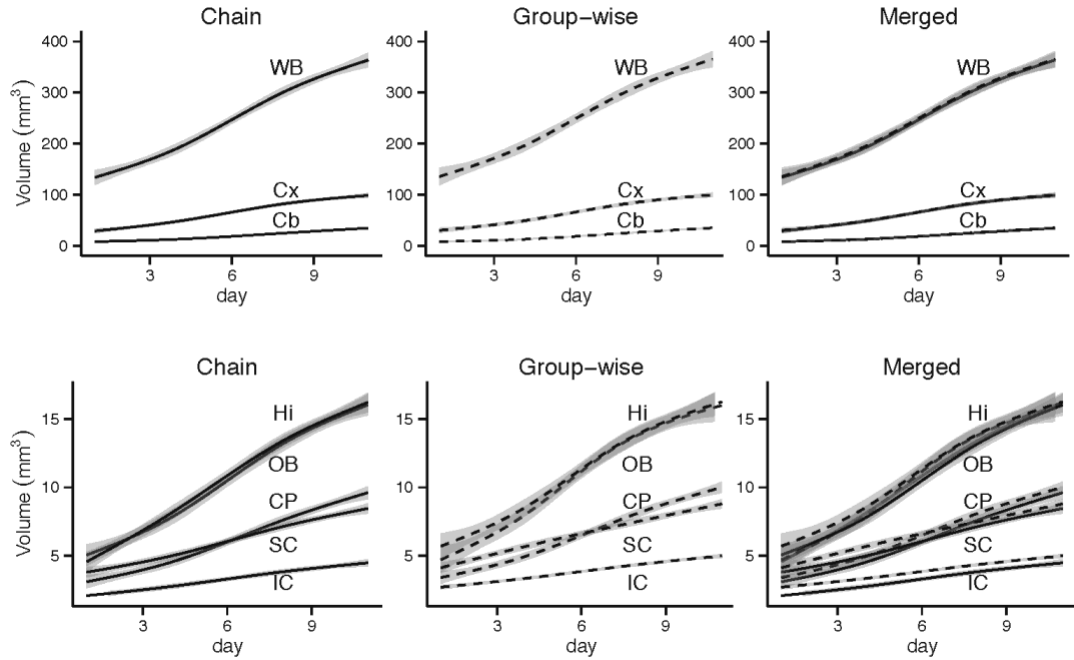 Chain Group-wise Merged
Volume (mm³)
400 400 400
WB WB WB
300 300 300
200 200 200
100 Cx 100 Cx 100 Cx
Cb Cb Cb
0 0 0
3 6 9 3 6 9 3 6 9
day day day
Chain Group-wise Merged
Volume (mm³)
15 Hi 15 Hi 15 Hi
OB OB OB
10 CP 10 CP 10 CP
SC SC SC
5 5 5
IC IC IC
3 6 9 3 6 9 3 6 9
day day day